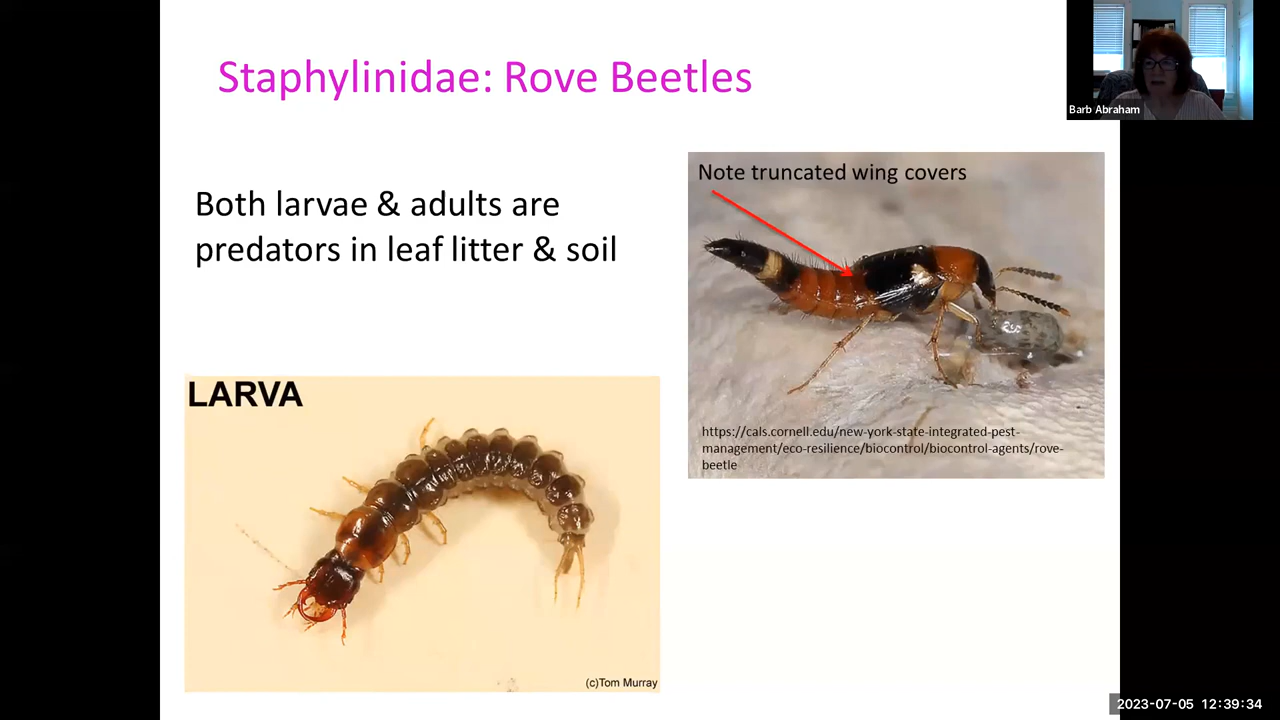 Staphylinidae: Rove Beetles
Barb Abraham
Note truncated wing covers
Both larvae & adults are
predators in leaf litter & soil
https://cals.cornell.edu/new-york-state-integrated-pest-
management/eco-resilience/biocontrol/biocontrol-agents/rove-
beetle
LARVA
(c)Tom Murray
2023-07-05 12:39:34